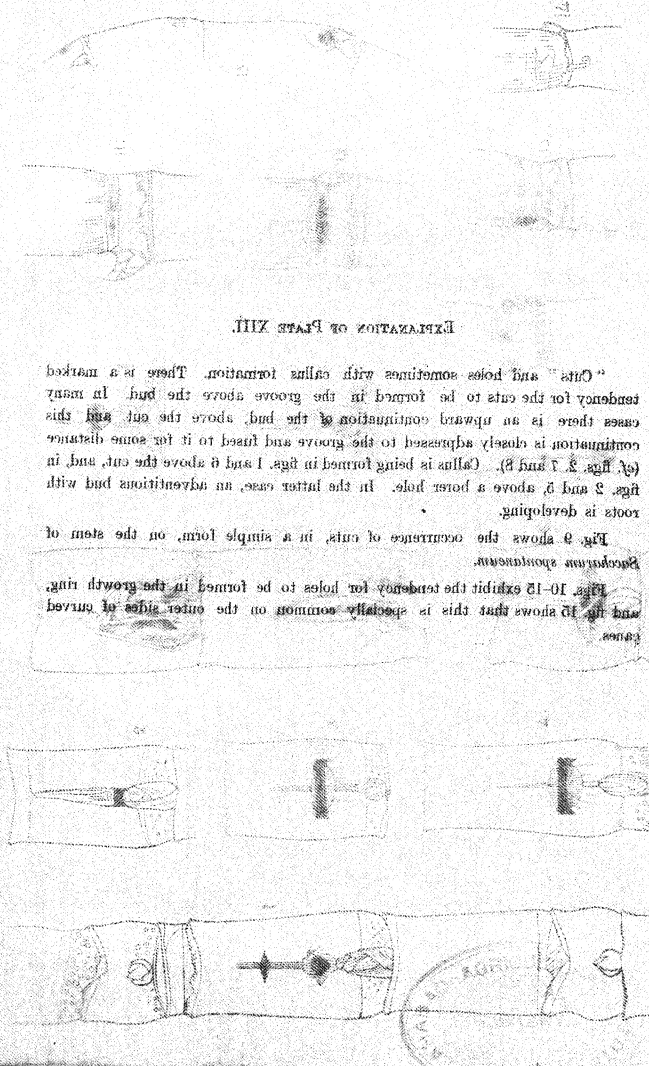 EXPLANATION OF PLATE XIII.
"Cuts" and holes sometimes with callus formation. There is a marked
tendency for the cuts to be formed in the groove above the bud. In many
cases there is an upward continuation of the bud, above the cut and this
continuation is closely adpressed to the groove and fused to it for some distance
(cf. figs. 2. 7 and 8). Callus is being formed in figs. 1 and 6 above the cut, and, in
figs. 2 and 5, above a borer hole. In the latter case, an adventitious bud with
roots is developing.
Fig. 9 shows the occurrence of cuts, in a simple form, on the stem of
Saccharum spontaneum.
Figs. 10-15 exhibit the tendency for holes to be formed in the growth ring,
and fig. 15 shows that this is specially common on the outer sides of curved
canes.